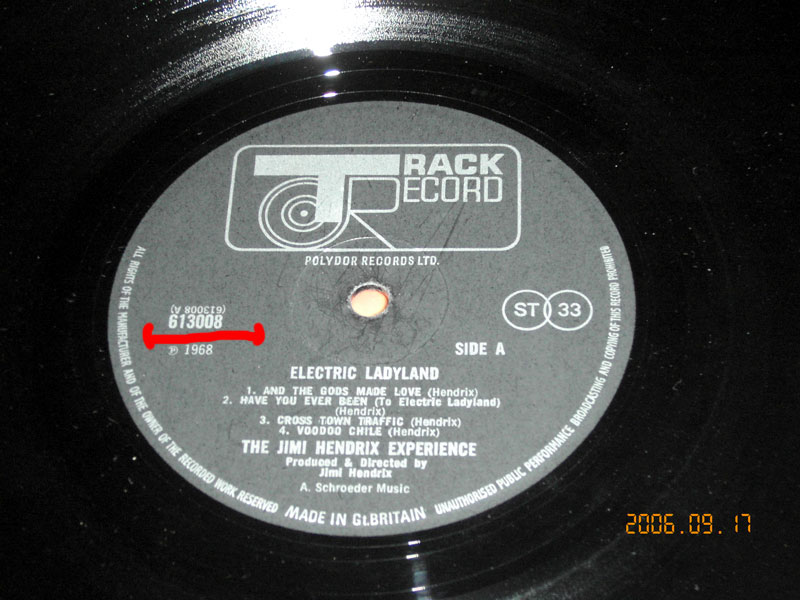 TRACK
RECORD
POLYDOR RECORDS LTD.
(613008 A)
613008
℗ 1968
ST 33
SIDE A
ELECTRIC LADYLAND
1. AND THE GODS MADE LOVE (Hendrix)
2. HAVE YOU EVER BEEN (To Electric Ladyland)
(Hendrix)
3. CROSS TOWN TRAFFIC (Hendrix)
4. VOODOO CHILE (Hendrix)
THE JIMI HENDRIX EXPERIENCE
Produced & Directed by
Jimi Hendrix
A. Schroeder Music
ALL RIGHTS OF THE MANUFACTURER AND OF THE OWNER OF THE RECORDED WORK RESERVED
MADE IN Gt.BRITAIN
UNAUTHORISED PUBLIC PERFORMANCE BROADCASTING AND COPYING OF THIS RECORD PROHIBITED
2006.09.17